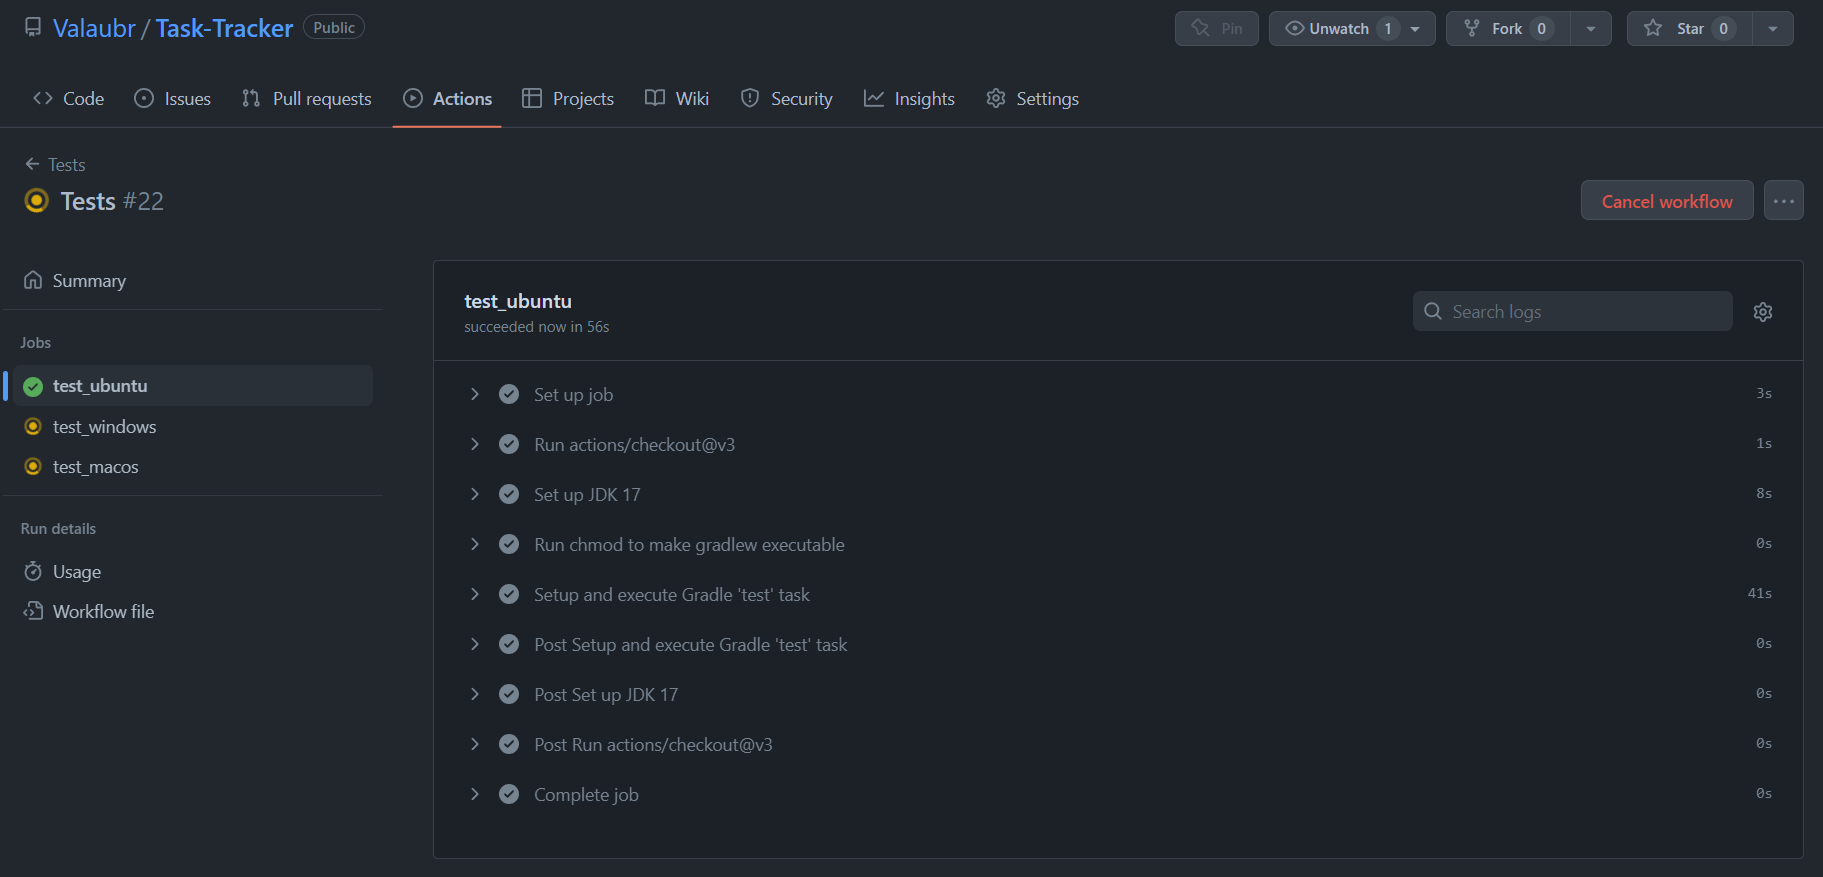 Valaubr / Task-Tracker Public
Pin
Unwatch 1
Fork 0
Star 0
Code
Issues
Pull requests
Actions
Projects
Wiki
Security
Insights
Settings
Tests
Tests #22
Cancel workflow
Summary
Jobs
test_ubuntu
test_windows
test_macos
Run details
Usage
Workflow file
test_ubuntu
succeeded now in 56s
Search logs
Set up job 3s
Run actions/checkout@v3 1s
Set up JDK 17 8s
Run chmod to make gradlew executable 0s
Setup and execute Gradle 'test' task 41s
Post Setup and execute Gradle 'test' task 0s
Post Set up JDK 17 0s
Post Run actions/checkout@v3 0s
Complete job 0s